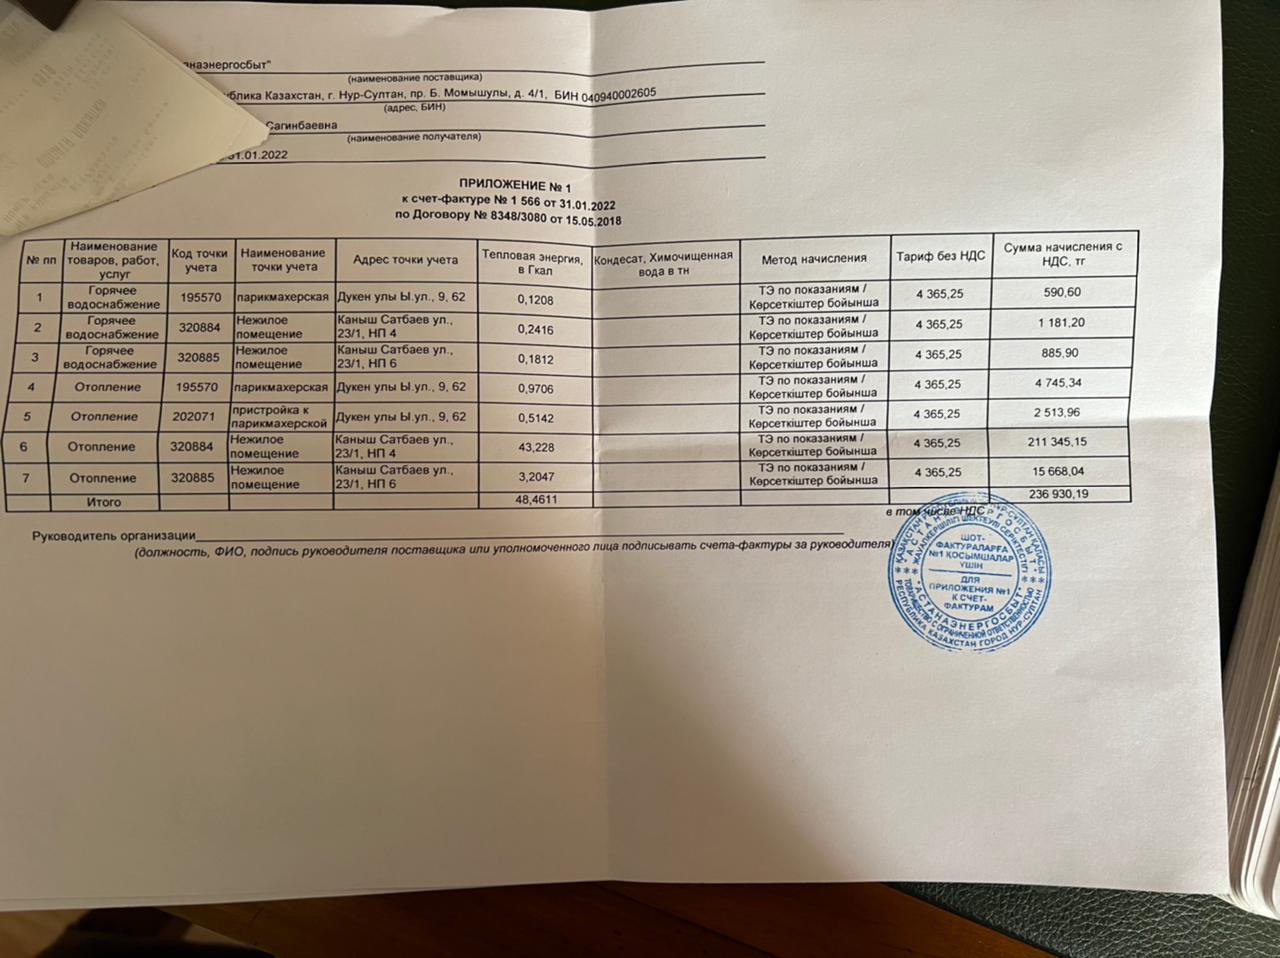 наэнергосбыт"
(наименование поставщика)
блика Казахстан, г. Нур-Султан, пр. Б. Момышулы, д. 4/1, БИН 040940002605
(адрес, БИН)
Сагинбаевна
(наименование получателя)
31.01.2022
ПРИЛОЖЕНИЕ № 1
к счет-фактуре № 1 566 от 31.01.2022
по Договору № 8348/3080 от 15.05.2018
№ пп Наименование товаров, работ, услуг Код точки учета Наименование точки учета Адрес точки учета Тепловая энергия, в Гкал Кондесат, Химочищенная вода в тн Метод начисления Тариф без НДС Сумма начисления с НДС, тг
1 Горячее водоснабжение 195570 парикмахерская Дукен улы Ы.ул., 9, 62 0,1208 ТЭ по показаниям / Көрсеткіштер бойынша 4 365,25 590,60
2 Горячее водоснабжение 320884 Нежилое помещение Каныш Сатбаев ул., 23/1, НП 4 0,2416 ТЭ по показаниям / Көрсеткіштер бойынша 4 365,25 1 181,20
3 Горячее водоснабжение 320885 Нежилое помещение Каныш Сатбаев ул., 23/1, НП 6 0,1812 ТЭ по показаниям / Көрсеткіштер бойынша 4 365,25 885,90
4 Отопление 195570 парикмахерская Дукен улы Ы.ул., 9, 62 0,9706 ТЭ по показаниям / Көрсеткіштер бойынша 4 365,25 4 745,34
5 Отопление 202071 пристройка к парикмахерской Дукен улы Ы.ул., 9, 62 0,5142 ТЭ по показаниям / Көрсеткіштер бойынша 4 365,25 2 513,96
6 Отопление 320884 Нежилое помещение Каныш Сатбаев ул., 23/1, НП 4 43,228 ТЭ по показаниям / Көрсеткіштер бойынша 4 365,25 211 345,15
7 Отопление 320885 Нежилое помещение Каныш Сатбаев ул., 23/1, НП 6 3,2047 ТЭ по показаниям / Көрсеткіштер бойынша 4 365,25 15 668,04
Итого 48,4611 236 930,19
в том числе НДС
Руководитель организации
(должность, ФИО, подпись руководителя поставщика или уполномоченного лица подписывать счета-фактуры за руководителя)
ШОТ-
ФАКТУРАЛАРҒА
№1 ҚОСЫМШАЛАР
ҮШІН
ДЛЯ
ПРИЛОЖЕНИЯ №1
К СЧЕТ-
ФАКТУРАМ
АСТАНАЭНЕРГОСБЫТ
ТОВАРИЩЕСТВО С ОГРАНИЧЕННОЙ ОТВЕТСТВЕННОСТЬЮ
РЕСПУБЛИКА КАЗАХСТАН ГОРОД НУР-СУЛТАН